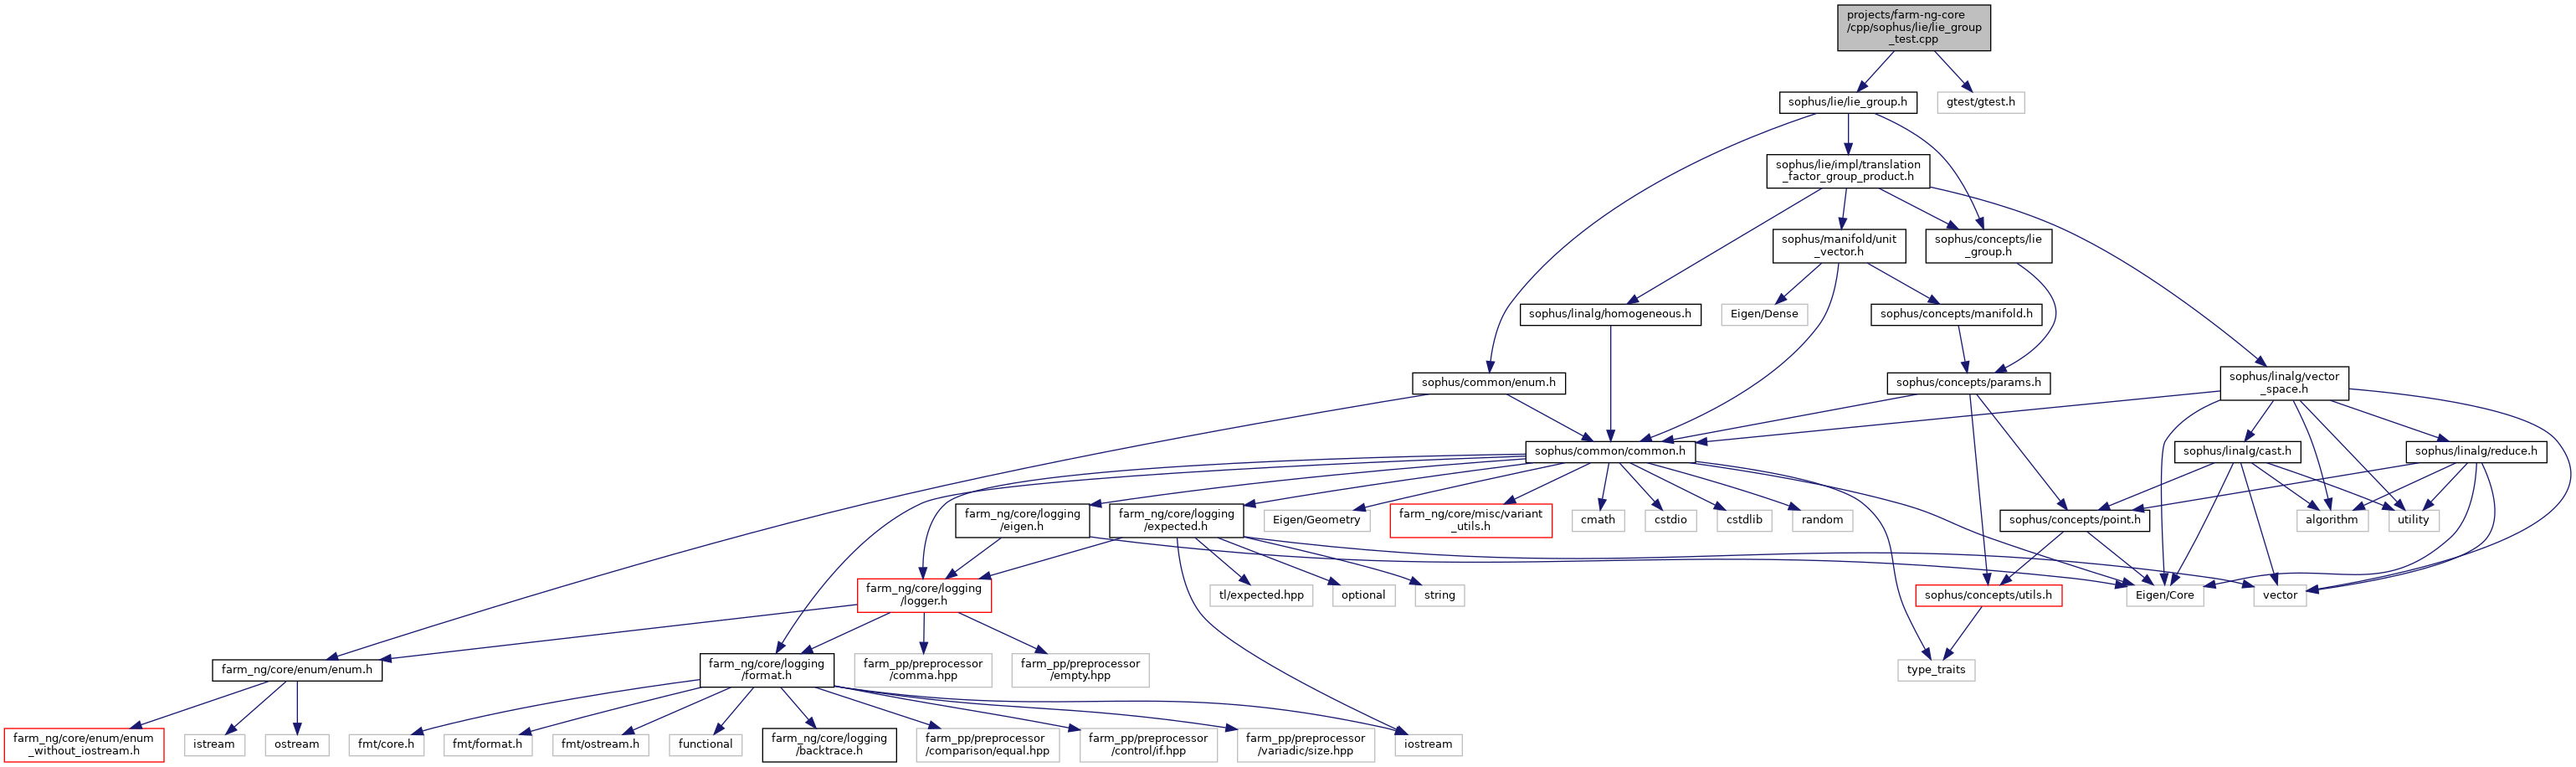 projects/farm-ng-core
/cpp/sophus/lie/lie_group
_test.cpp
sophus/lie/lie_group.h
gtest/gtest.h
sophus/lie/impl/translation
_factor_group_product.h
sophus/manifold/unit
_vector.h
sophus/concepts/lie
_group.h
sophus/linalg/homogeneous.h
Eigen/Dense
sophus/concepts/manifold.h
sophus/common/enum.h
sophus/concepts/params.h
sophus/linalg/vector
_space.h
sophus/common/common.h
sophus/linalg/cast.h
sophus/linalg/reduce.h
farm_ng/core/logging
/eigen.h
farm_ng/core/logging
/expected.h
Eigen/Geometry
farm_ng/core/misc/variant
_utils.h
cmath
cstdio
cstdlib
random
sophus/concepts/point.h
algorithm
utility
farm_ng/core/logging
/logger.h
tl/expected.hpp
optional
string
sophus/concepts/utils.h
Eigen/Core
vector
farm_ng/core/enum/enum.h
farm_ng/core/logging
/format.h
farm_pp/preprocessor
/comma.hpp
farm_pp/preprocessor
/empty.hpp
type_traits
farm_ng/core/enum/enum
_without_iostream.h
istream
ostream
fmt/core.h
fmt/format.h
fmt/ostream.h
functional
farm_ng/core/logging
/backtrace.h
farm_pp/preprocessor
/comparison/equal.hpp
farm_pp/preprocessor
/control/if.hpp
farm_pp/preprocessor
/variadic/size.hpp
iostream